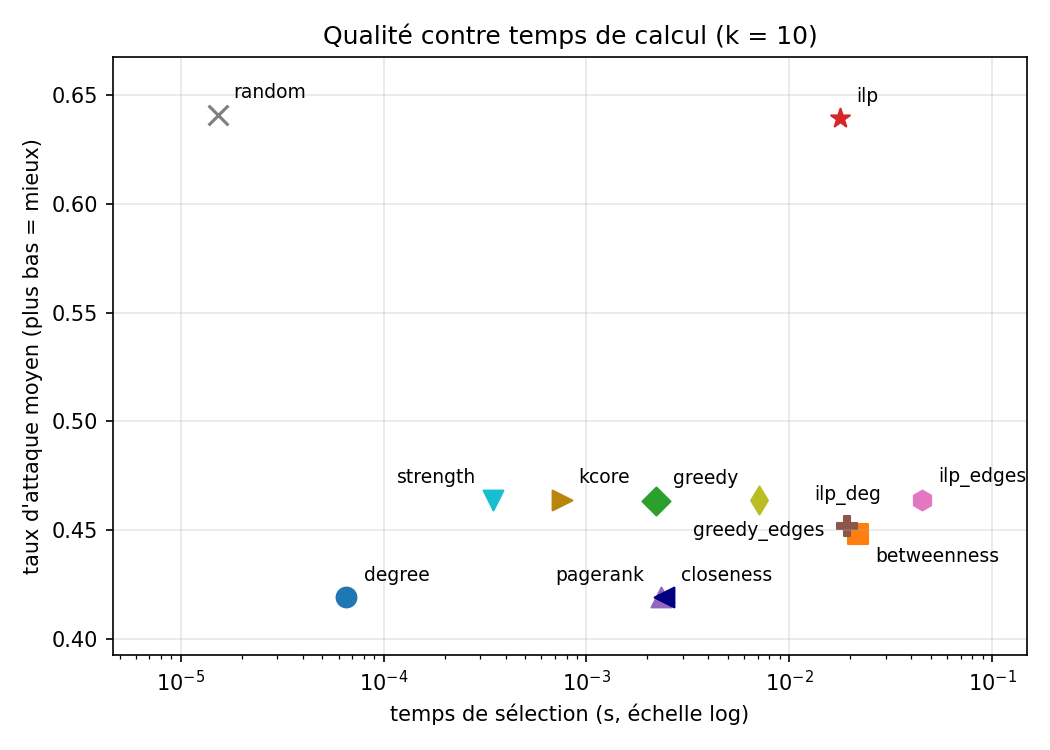 Qualité contre temps de calcul (k = 10)
taux d'attaque moyen (plus bas = mieux)
0.65
0.60
0.55
0.50
0.45
0.40
random
ilp
strength
kcore
greedy
ilp_edges
ilp_deg
greedy_edges
betweenness
degree
pagerank
closeness
10⁻⁵
10⁻⁴
10⁻³
10⁻²
10⁻¹
temps de sélection (s, échelle log)